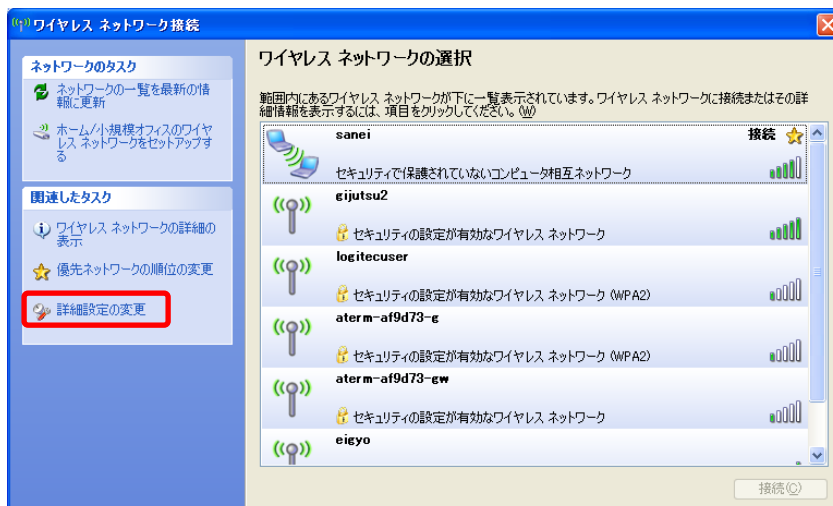 ワイヤレス ネットワーク接続
ネットワークのタスク
ネットワークの一覧を最新の情
報に更新
ホーム/小規模オフィスのワイヤ
レス ネットワークをセットアップす
る
関連したタスク
ワイヤレス ネットワークの詳細の
表示
優先ネットワークの順位の変更
詳細設定の変更
ワイヤレス ネットワークの選択
範囲内にあるワイヤレス ネットワークが下に一覧表示されています。ワイヤレス ネットワークに接続またはその詳
細情報を表示するには、項目をクリックしてください。(W)
sanei
接続
セキュリティで保護されていないコンピュータ相互ネットワーク
gijutsu2
セキュリティの設定が有効なワイヤレス ネットワーク
logitecuser
セキュリティの設定が有効なワイヤレス ネットワーク (WPA2)
aterm-af9d73-g
セキュリティの設定が有効なワイヤレス ネットワーク (WPA2)
aterm-af9d73-gw
セキュリティの設定が有効なワイヤレス ネットワーク
eigyo
接続(C)